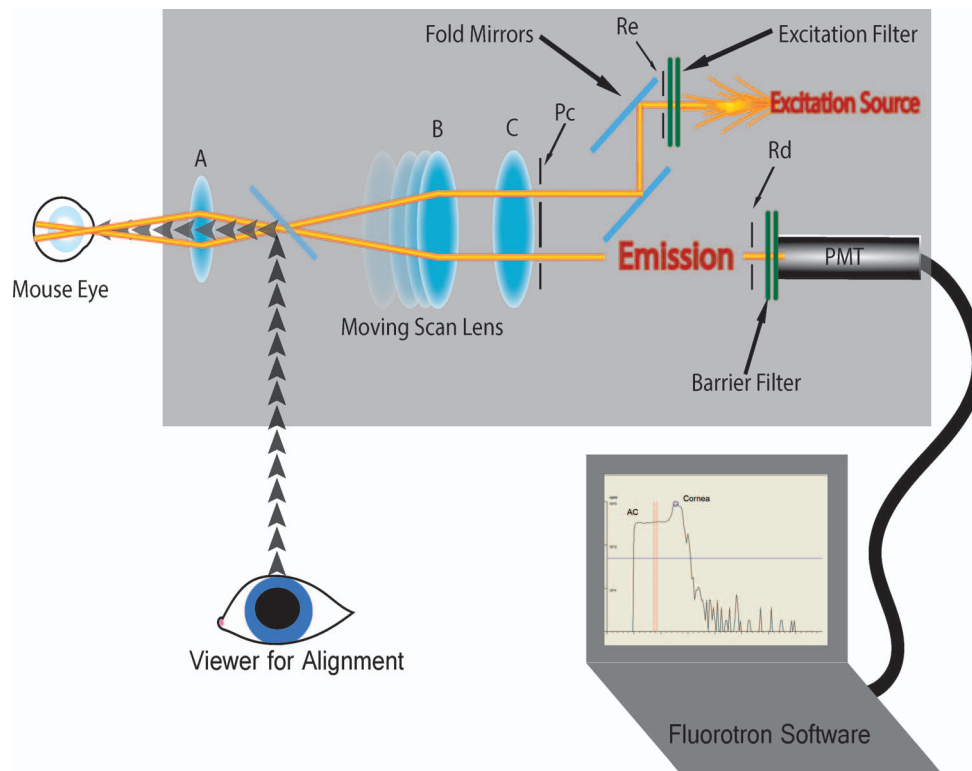 Fold Mirrors
Re
Excitation Filter
Excitation Source
Pc
A
B
C
Rd
Mouse Eye
Emission
PMT
Moving Scan Lens
Barrier Filter
Viewer for Alignment
AC
Cornea
Fluorotron Software